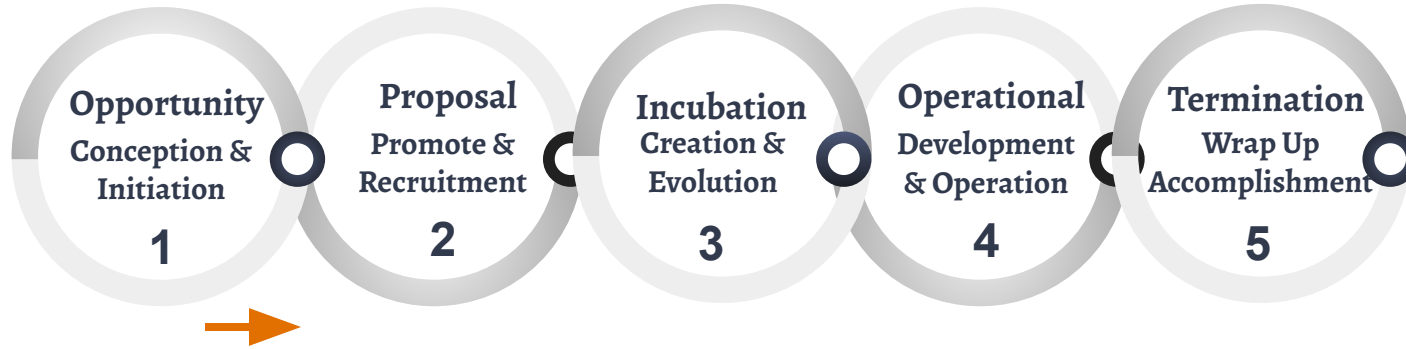 Opportunity
Conception &
Initiation
1
Proposal
Promote &
Recruitment
2
Incubation
Creation &
Evolution
3
Operational
Development
& Operation
4
Termination
Wrap Up
Accomplishment
5